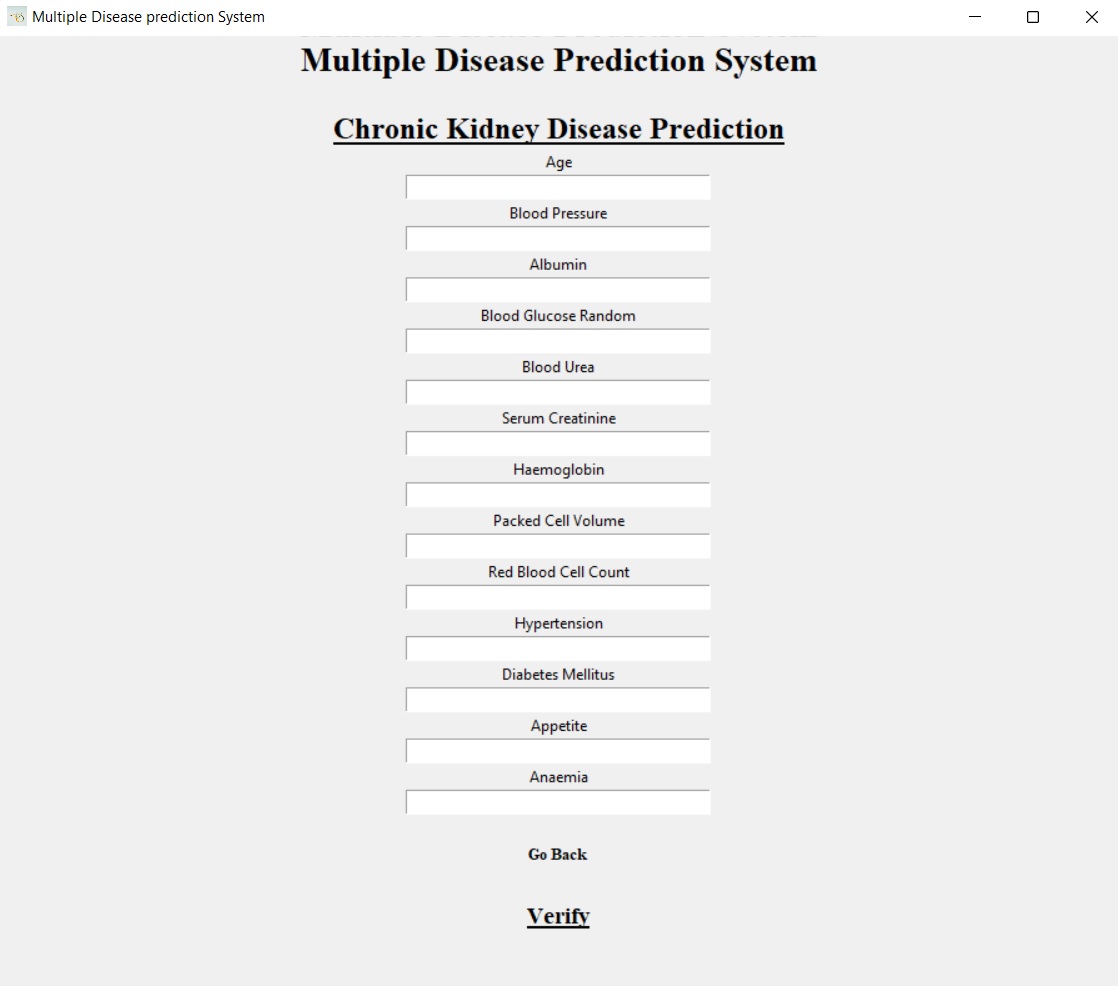 Multiple Disease prediction System
Multiple Disease Prediction System
Chronic Kidney Disease Prediction
Age
Blood Pressure
Albumin
Blood Glucose Random
Blood Urea
Serum Creatinine
Haemoglobin
Packed Cell Volume
Red Blood Cell Count
Hypertension
Diabetes Mellitus
Appetite
Anaemia
Go Back
Verify